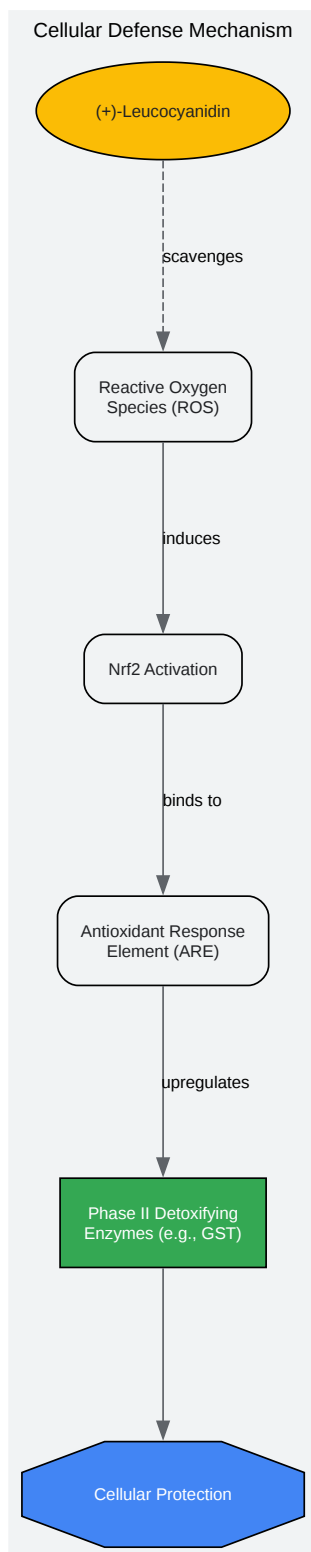 Cellular Defense Mechanism
(+)-Leucocyanidin
scavenges
Reactive Oxygen
Species (ROS)
induces
Nrf2 Activation
binds to
Antioxidant Response
Element (ARE)
upregulates
Phase II Detoxifying
Enzymes (e.g., GST)
Cellular Protection